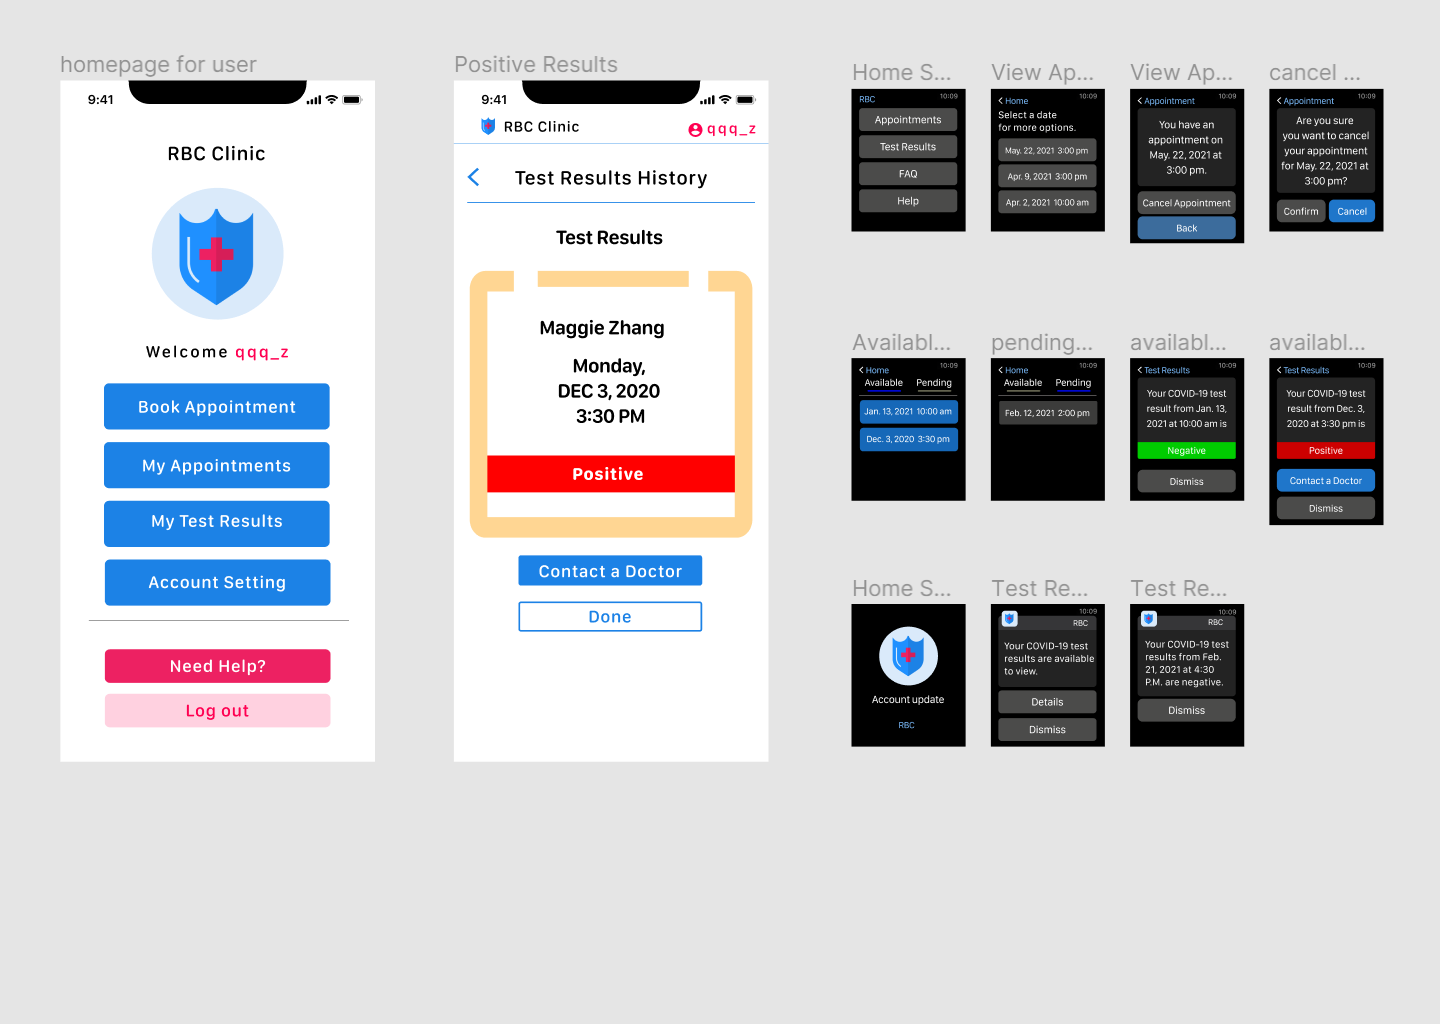 homepage for user
9:41
RBC Clinic
Welcome qqq_z
Book Appointment
My Appointments
My Test Results
Account Setting
Need Help?
Log out
Positive Results
9:41
RBC Clinic
qqq_z
Test Results History
Test Results
Maggie Zhang
Monday,
DEC 3, 2020
3:30 PM
Positive
Contact a Doctor
Done
Home S...
RBC
10:09
Appointments
Test Results
FAQ
Help
View Ap...
10:09
Home
Select a date
for more options.
May. 22, 2021 3:00 pm
Apr. 9, 2021 3:00 pm
Apr. 2, 2021 10:00 am
View Ap...
10:09
Appointment
You have an
appointment on
May. 22, 2021 at
3:00 pm.
Cancel Appointment
Back
cancel ...
10:09
Appointment
Are you sure
you want to cancel
your appointment
for May. 22, 2021 at
3:00 pm?
Confirm
Cancel
Availabl...
10:09
Home
Available
Pending
Jan. 13, 2021 10:00 am
Dec. 3, 2020 3:30 pm
pending...
10:09
Home
Available
Pending
Feb. 12, 2021 2:00 pm
availabl...
10:09
Test Results
Your COVID-19 test
result from Jan. 13,
2021 at 10:00 am is
Negative
Dismiss
availabl...
10:09
Test Results
Your COVID-19 test
result from Dec. 3,
2020 at 3:30 pm is
Positive
Contact a Doctor
Dismiss
Home S...
Account update
RBC
Test Re...
10:09
RBC
Your COVID-19 test
results are available
to view.
Details
Dismiss
Test Re...
10:09
RBC
Your COVID-19 test
results from Feb.
21, 2021 at 4:30
P.M. are negative.
Dismiss